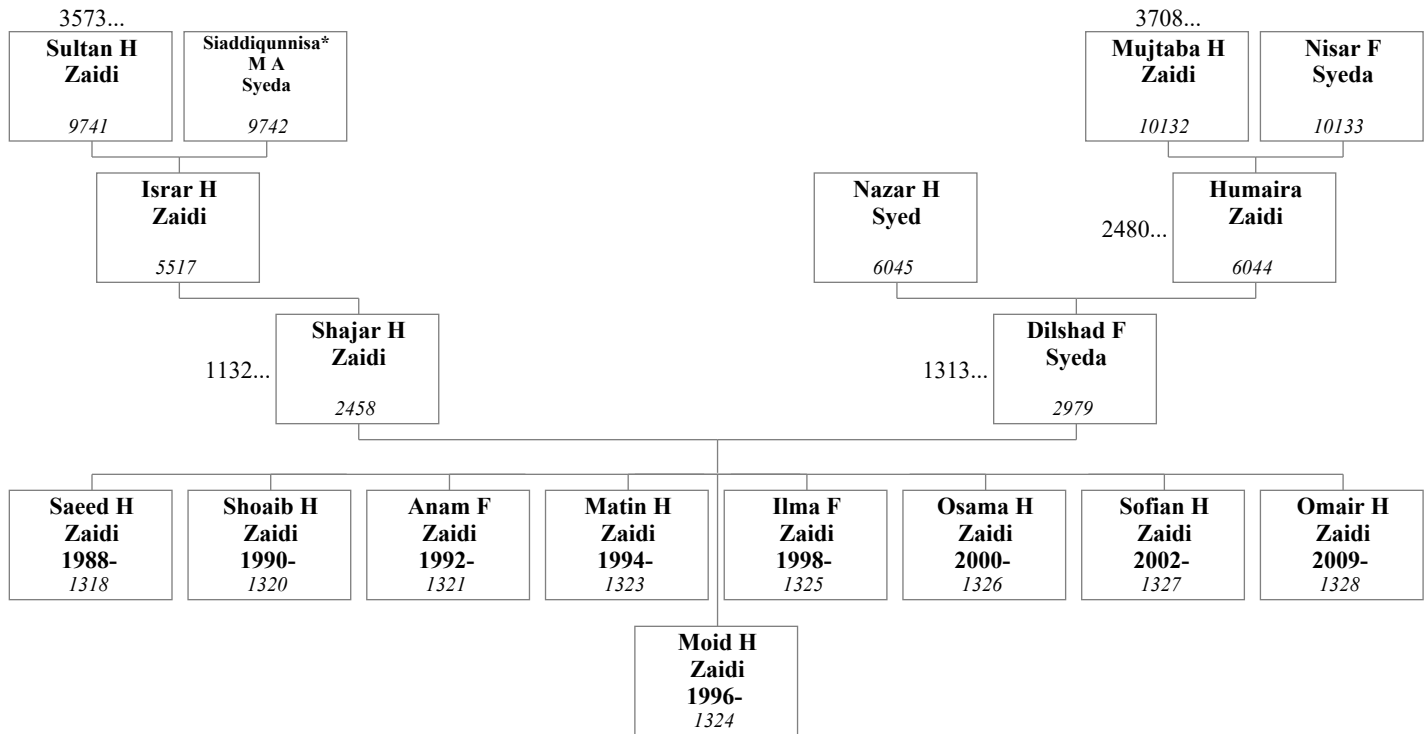 3573...
Sultan H
Zaidi
9741
Siaddiqunnisa*
M A
Syeda
9742
3708...
Mujtaba H
Zaidi
10132
Nisar F
Syeda
10133
Israr H
Zaidi
5517
Nazar H
Syed
6045
2480...
Humaira
Zaidi
6044
1132...
Shajar H
Zaidi
2458
1313...
Dilshad F
Syeda
2979
Saeed H
Zaidi
1988-
1318
Shoaib H
Zaidi
1990-
1320
Anam F
Zaidi
1992-
1321
Matin H
Zaidi
1994-
1323
Ilma F
Zaidi
1998-
1325
Osama H
Zaidi
2000-
1326
Sofian H
Zaidi
2002-
1327
Omair H
Zaidi
2009-
1328
Moid H
Zaidi
1996-
1324